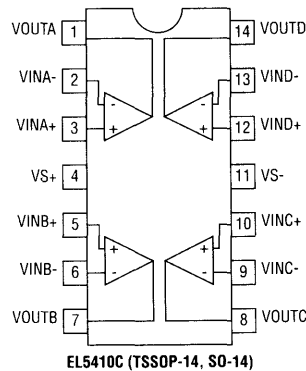 VOUTA 1 14 VOUTD
VINA- 2 - - 13 VIND-
VINA+ 3 + + 12 VIND+
VS+ 4 11 VS-
VINB+ 5 + + 10 VINC+
VINB- 6 - - 9 VINC-
VOUTB 7 8 VOUTC
EL5410C (TSSOP-14, SO-14)